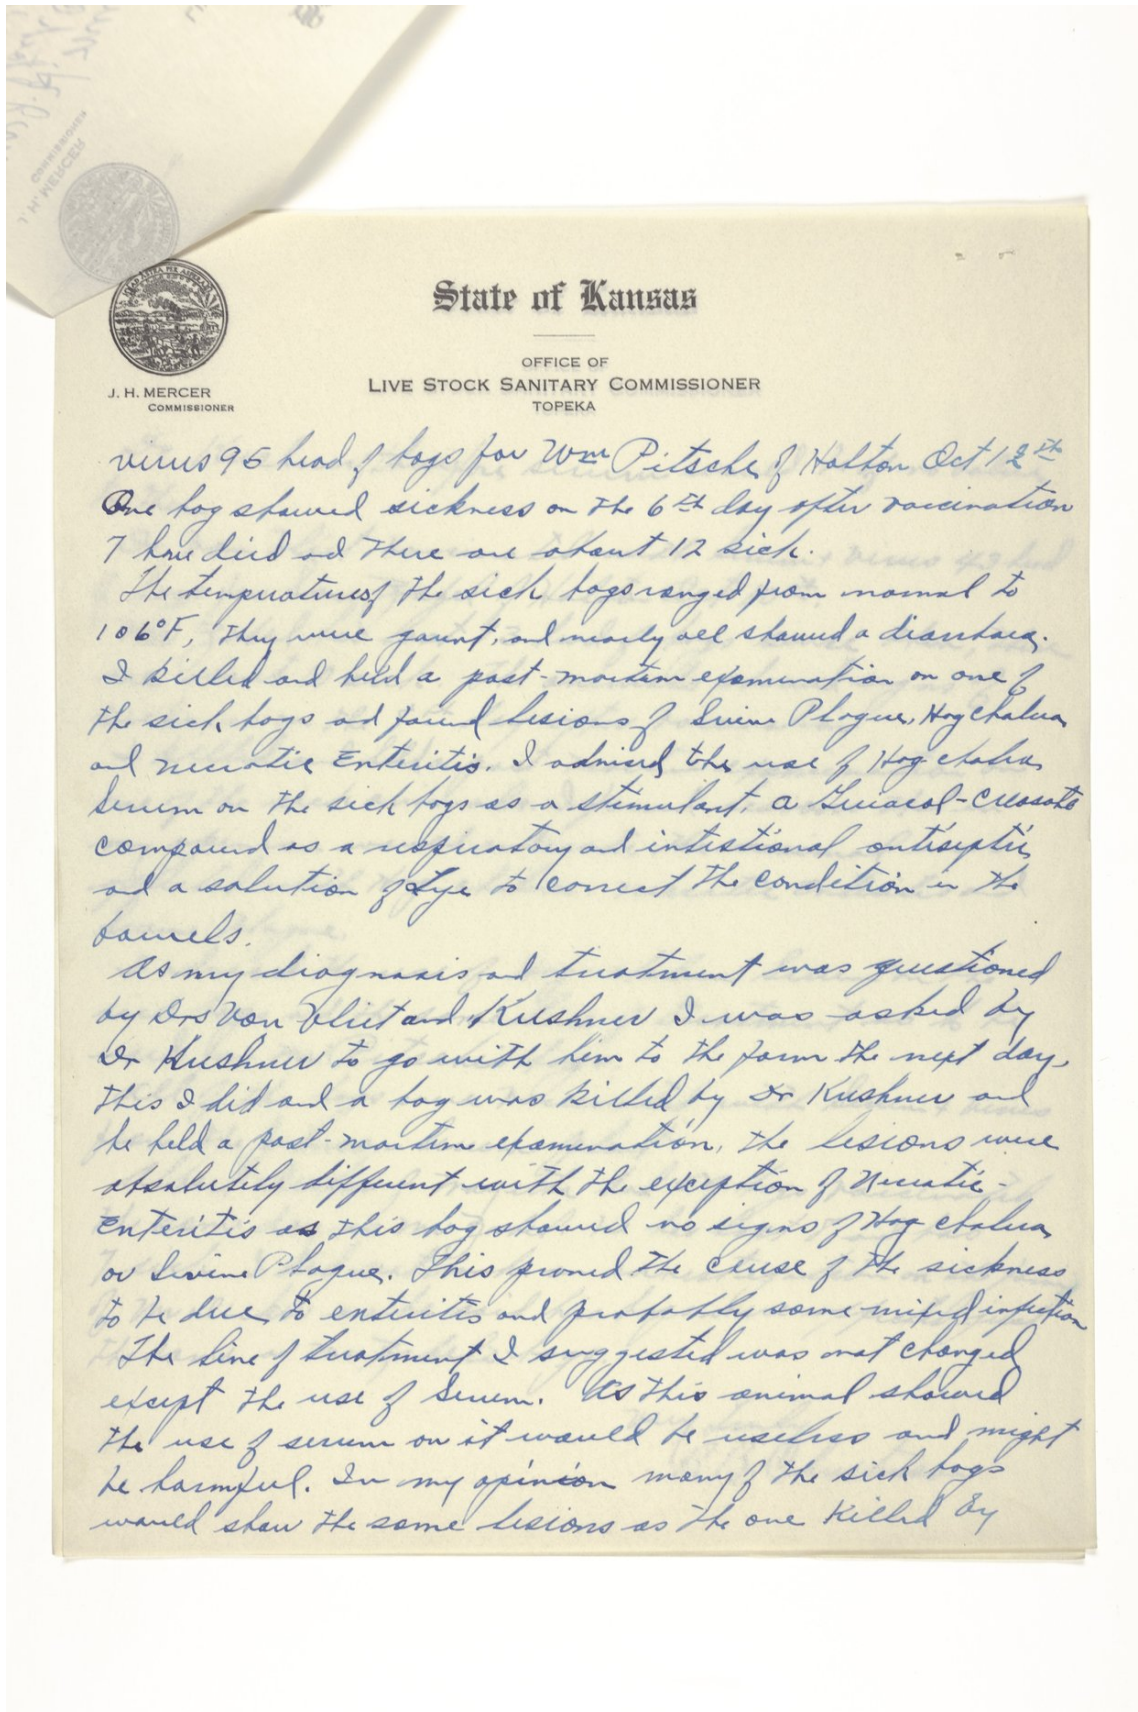 State of Kansas
OFFICE OF
LIVE STOCK SANITARY COMMISSIONER
TOPEKA
J. H. MERCER
COMMISSIONER
virus 95 head of hogs for Wm Pitsch of Holton Oct 12th
One hog showed sickness on the 6th day after vaccination
7 have died and there are about 12 sick.
The temperatures of the sick hogs ranged from normal to
106°F, they were gaunt, and nearly all showed a diarrhaea.
I killed and held a post-mortem examination on one of
the sick hogs and found lesions of Swine Plague, Hog Cholera
and necrotic Enteritis. I advised the use of Hog cholera
Serum on the sick hogs as a stimulant, a Guiacol-Creosote
compound as a respiratory and intestional antiseptic
and a solution of Lye to correct the condition in the
bowels.
As my diagnosis and treatment was questioned
by Drs Van Vliet and Kushner I was asked by
Dr Kushner to go with him to the farm the next day.
This I did and a hog was killed by Dr Kushner and
he held a post-mortem examination, the lesions were
absolutely different with the exception of Necrotic-
Enteritis as this hog showed no signs of Hog cholera
or Swine Plague. This proved the cause of the sickness
to be due to enteritis and probably some mixed infection
The line of treatment I suggested was not changed
except the use of Serum. As this animal showed
the use of serum on it would be useless and might
be harmful. In my opinion many of the sick hogs
would show the same lesions as the one killed by